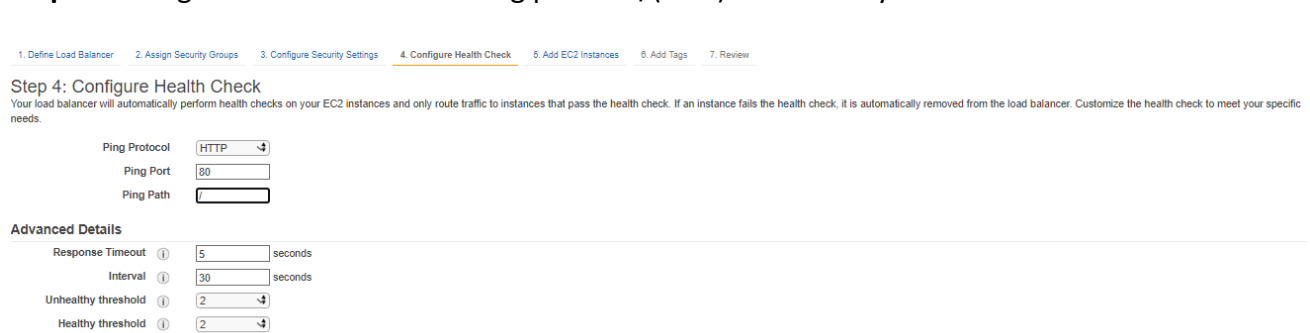 1. Define Load Balancer 2. Assign Security Groups 3. Configure Security Settings 4. Configure Health Check 5. Add EC2 Instances 6. Add Tags 7. Review
Step 4: Configure Health Check
Your load balancer will automatically perform health checks on your EC2 instances and only route traffic to instances that pass the health check. If an instance fails the health check, it is automatically removed from the load balancer. Customize the health check to meet your specific
needs.
Ping Protocol HTTP
Ping Port 80
Ping Path /
Advanced Details
Response Timeout i 5 seconds
Interval i 30 seconds
Unhealthy threshold i 2
Healthy threshold i 2